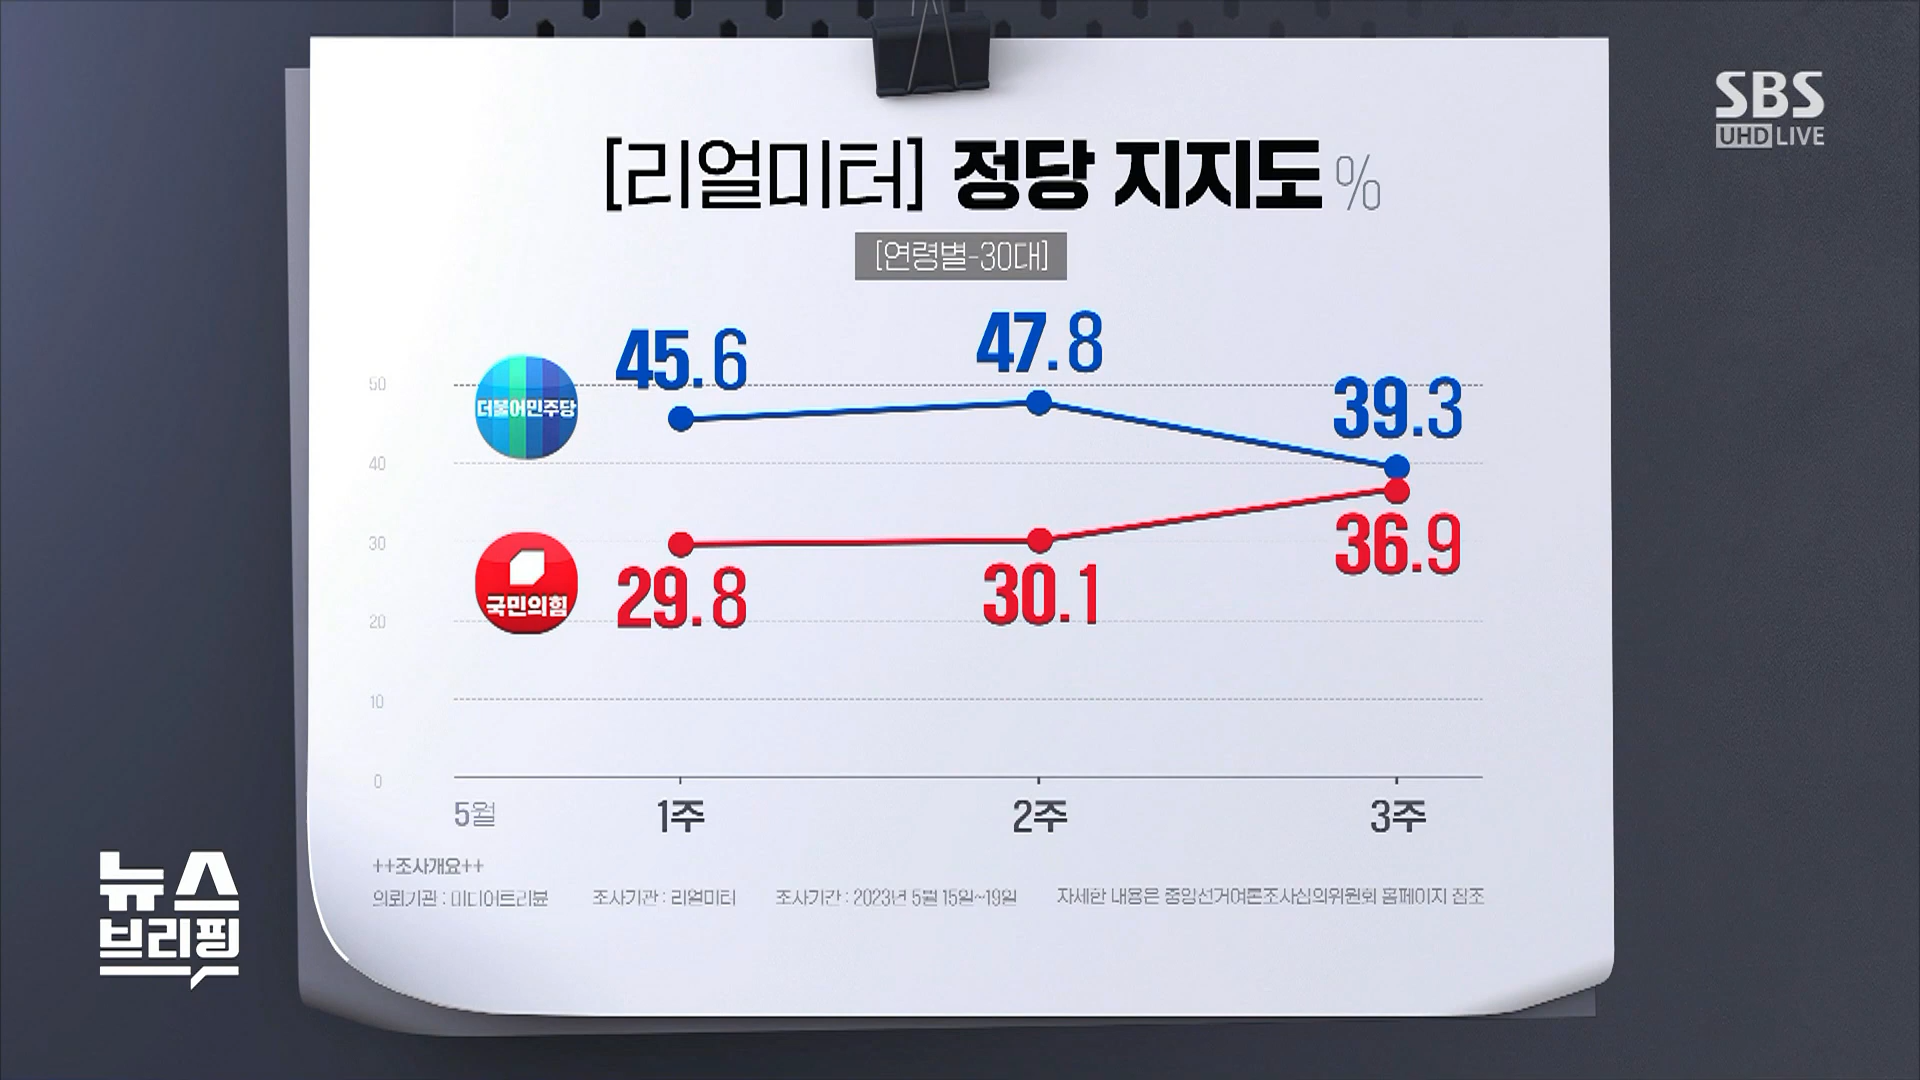 SBS
UHD LIVE
[리얼미터] 정당 지지도 %
[연령별-30대]
45.6
47.8
39.3
50
더불어민주당
40
30
국민의힘
29.8
30.1
36.9
20
10
0
5월
1주
2주
3주
++조사개요++
의뢰기관 : 미디어트리뷴
조사기관 : 리얼미터
조사기간 : 2023년 5월 15일~19일
자세한 내용은 중앙선거여론조사심의위원회 홈페이지 참조
뉴스
브리핑